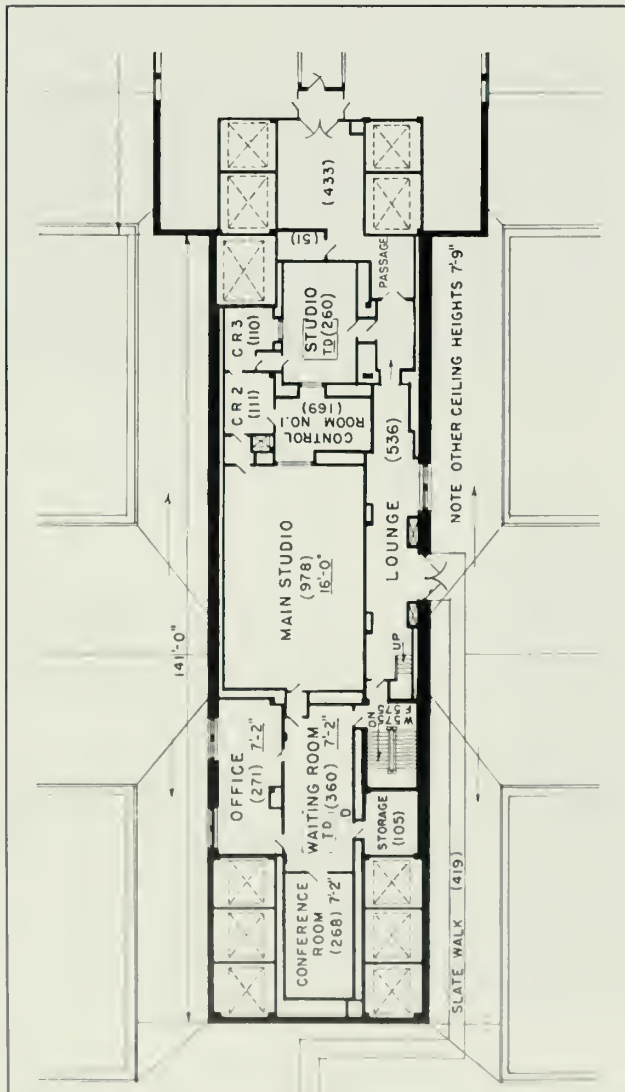 (433)
(51)
PASSAGE
STUDIO
TD (260)
C R 3
(110)
C R 2
(111)
CONTROL
ROOM NO.1
(169)
LOUNGE (536)
NOTE OTHER CEILING HEIGHTS 7'-9"
MAIN STUDIO
(978)
16'-0"
141'-0"
UP
DN
OFFICE
(271) 7'-2"
WAITING ROOM
TD (360) 7'-2"
D
STORAGE
(105)
CONFERENCE
ROOM
(268) 7'-2"
SLATE WALK (419)